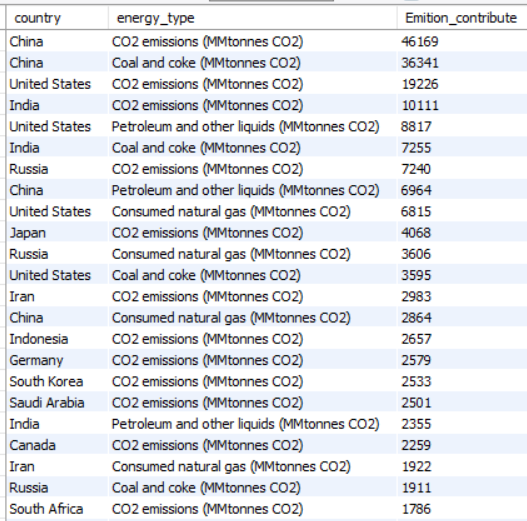 country energy_type Emition_contribute
China CO2 emissions (MMtonnes CO2) 46169
China Coal and coke (MMtonnes CO2) 36341
United States CO2 emissions (MMtonnes CO2) 19226
India CO2 emissions (MMtonnes CO2) 10111
United States Petroleum and other liquids (MMtonnes CO2) 8817
India Coal and coke (MMtonnes CO2) 7255
Russia CO2 emissions (MMtonnes CO2) 7240
China Petroleum and other liquids (MMtonnes CO2) 6964
United States Consumed natural gas (MMtonnes CO2) 6815
Japan CO2 emissions (MMtonnes CO2) 4068
Russia Consumed natural gas (MMtonnes CO2) 3606
United States Coal and coke (MMtonnes CO2) 3595
Iran CO2 emissions (MMtonnes CO2) 2983
China Consumed natural gas (MMtonnes CO2) 2864
Indonesia CO2 emissions (MMtonnes CO2) 2657
Germany CO2 emissions (MMtonnes CO2) 2579
South Korea CO2 emissions (MMtonnes CO2) 2533
Saudi Arabia CO2 emissions (MMtonnes CO2) 2501
India Petroleum and other liquids (MMtonnes CO2) 2355
Canada CO2 emissions (MMtonnes CO2) 2259
Iran Consumed natural gas (MMtonnes CO2) 1922
Russia Coal and coke (MMtonnes CO2) 1911
South Africa CO2 emissions (MMtonnes CO2) 1786